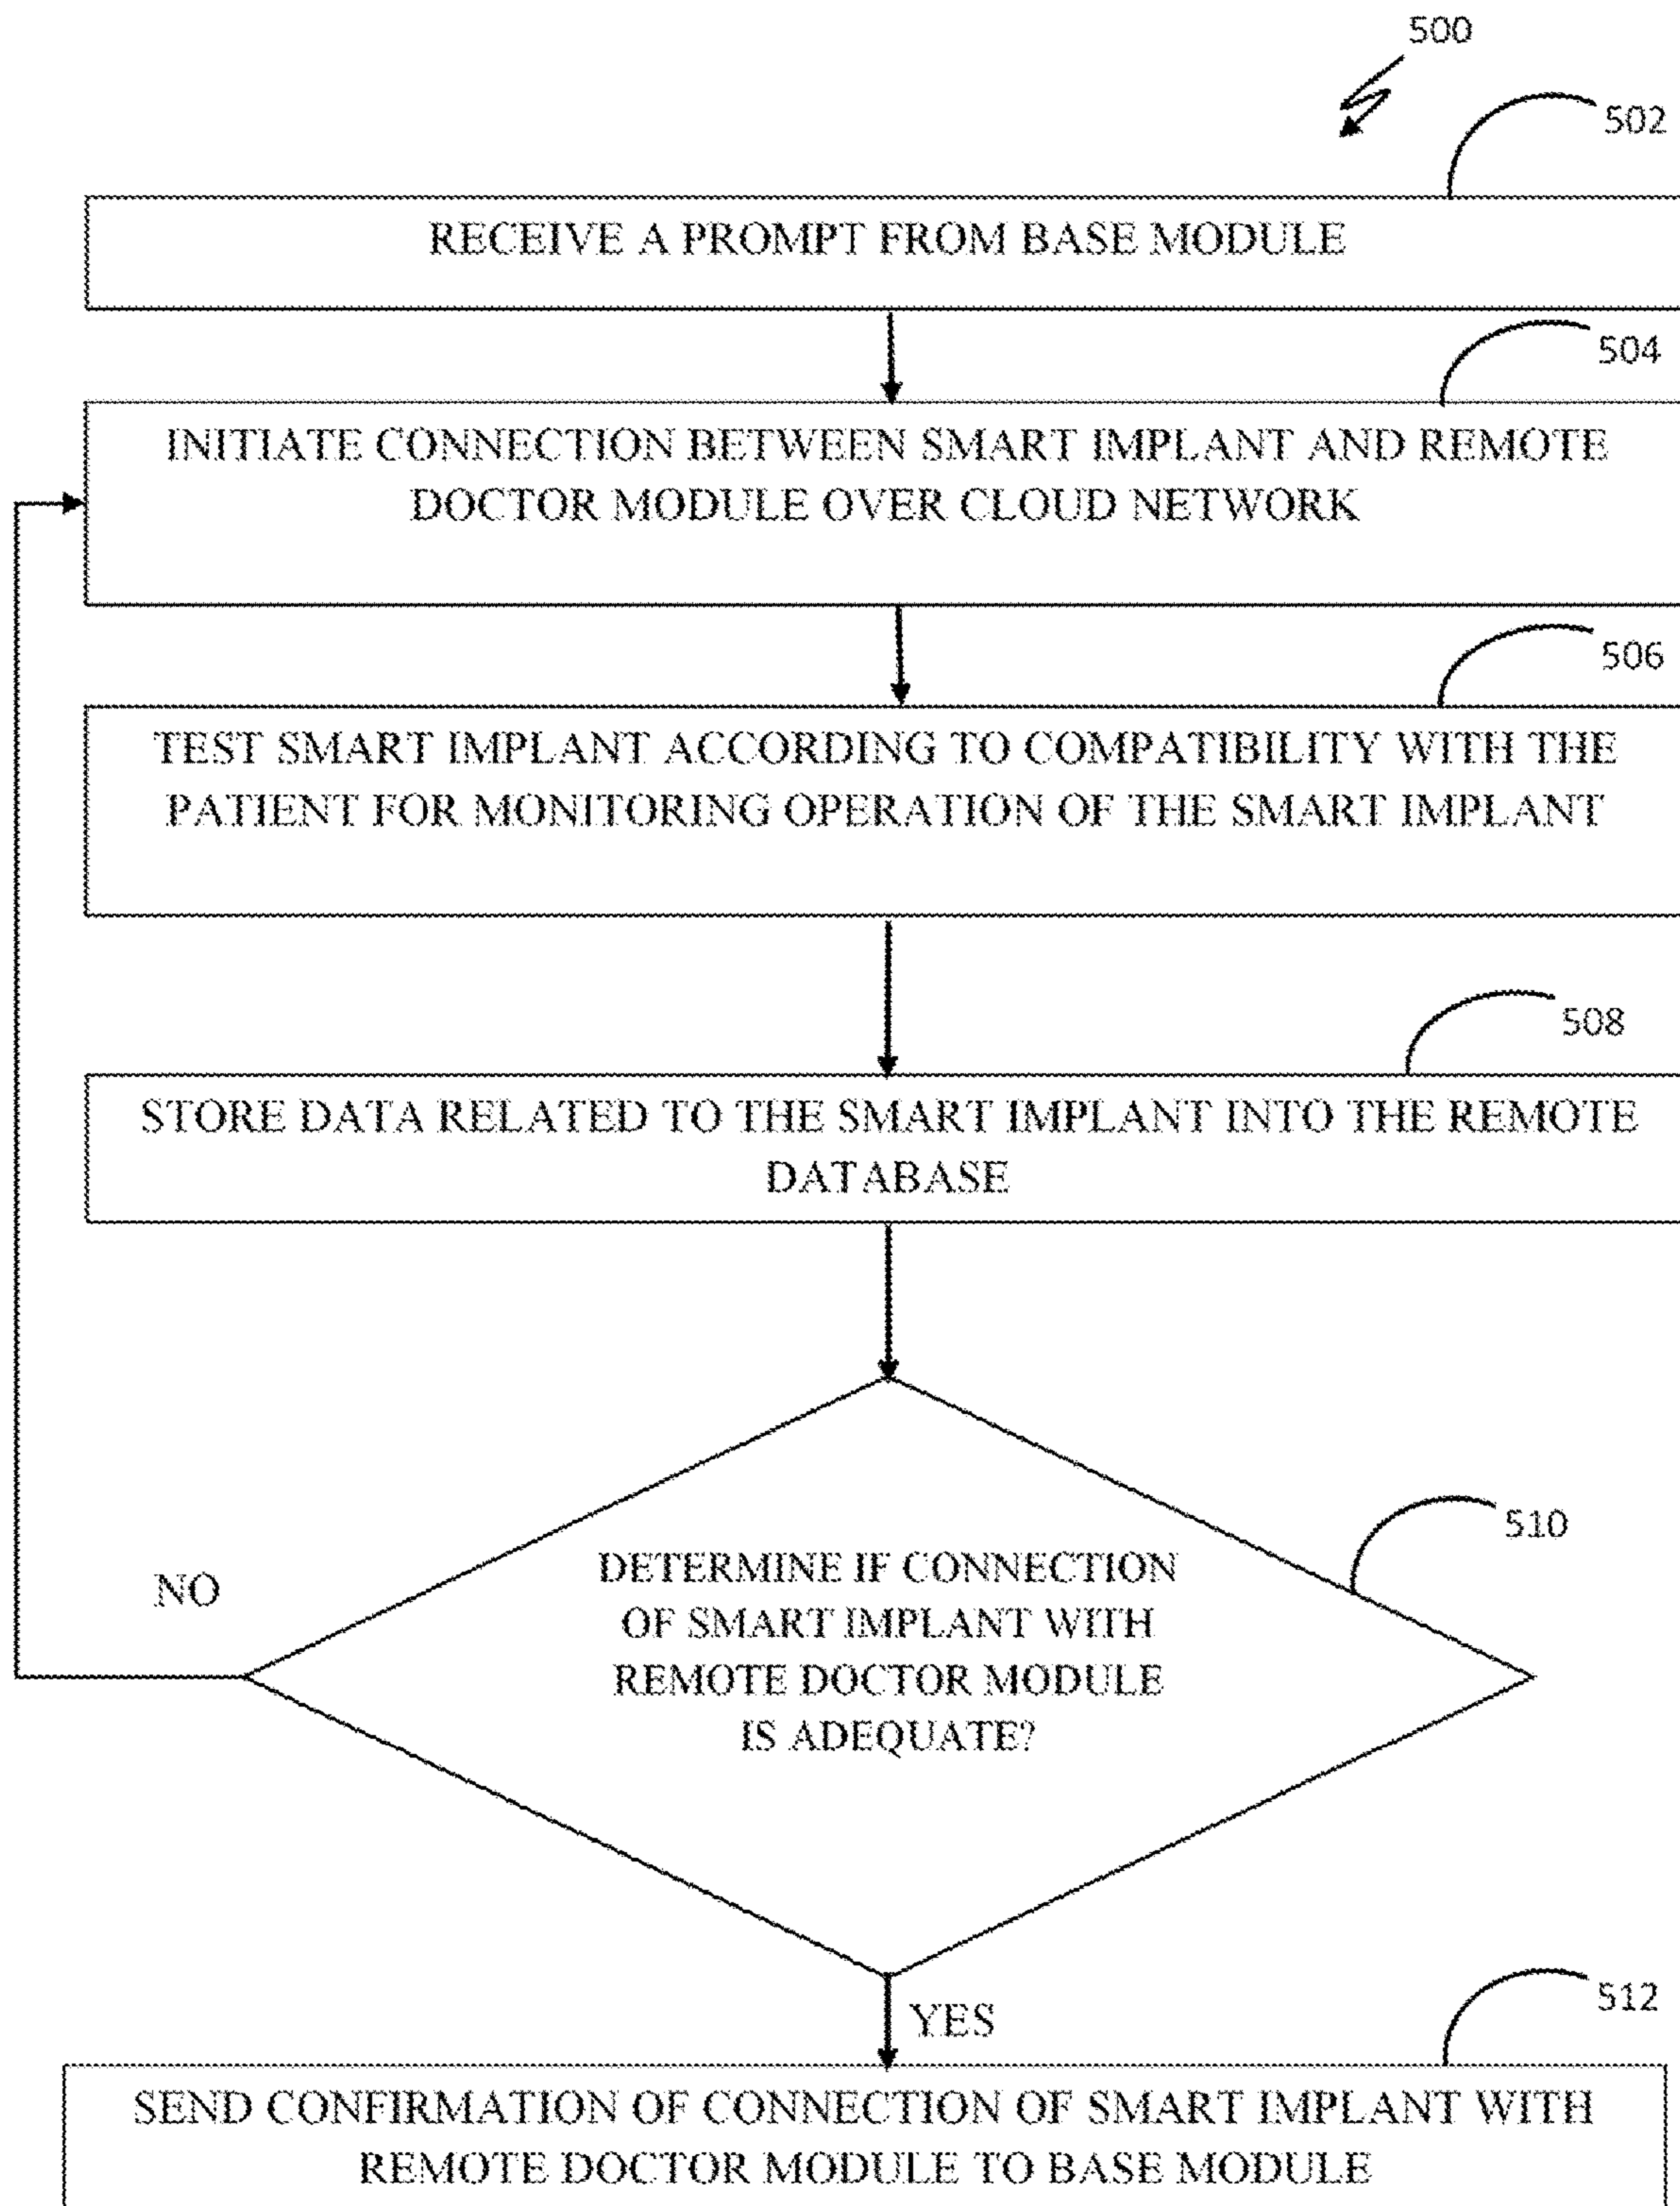 500
502
RECEIVE A PROMPT FROM BASE MODULE
504
INITIATE CONNECTION BETWEEN SMART IMPLANT AND REMOTE
DOCTOR MODULE OVER CLOUD NETWORK
506
TEST SMART IMPLANT ACCORDING TO COMPATIBILITY WITH THE
PATIENT FOR MONITORING OPERATION OF THE SMART IMPLANT
508
STORE DATA RELATED TO THE SMART IMPLANT INTO THE REMOTE
DATABASE
510
DETERMINE IF CONNECTION
OF SMART IMPLANT WITH
REMOTE DOCTOR MODULE
IS ADEQUATE?
NO
YES
512
SEND CONFIRMATION OF CONNECTION OF SMART IMPLANT WITH
REMOTE DOCTOR MODULE TO BASE MODULE